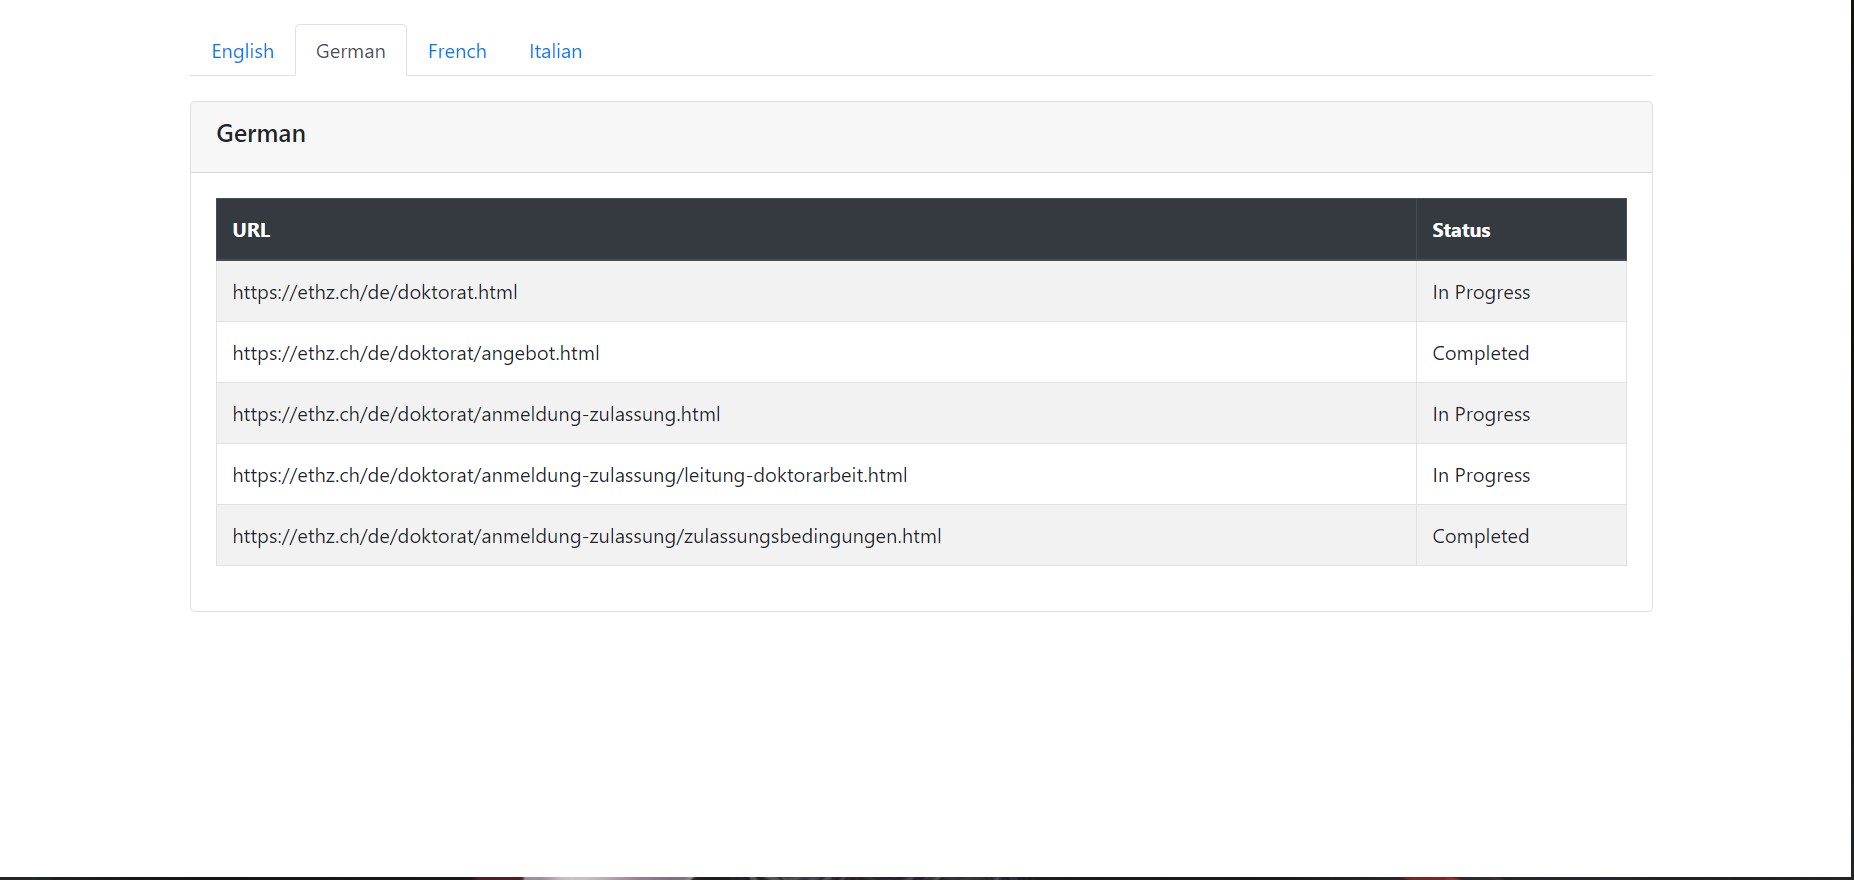 English German French Italian
German
URL Status
https://ethz.ch/de/doktorat.html In Progress
https://ethz.ch/de/doktorat/angebot.html Completed
https://ethz.ch/de/doktorat/anmeldung-zulassung.html In Progress
https://ethz.ch/de/doktorat/anmeldung-zulassung/leitung-doktorarbeit.html In Progress
https://ethz.ch/de/doktorat/anmeldung-zulassung/zulassungsbedingungen.html Completed